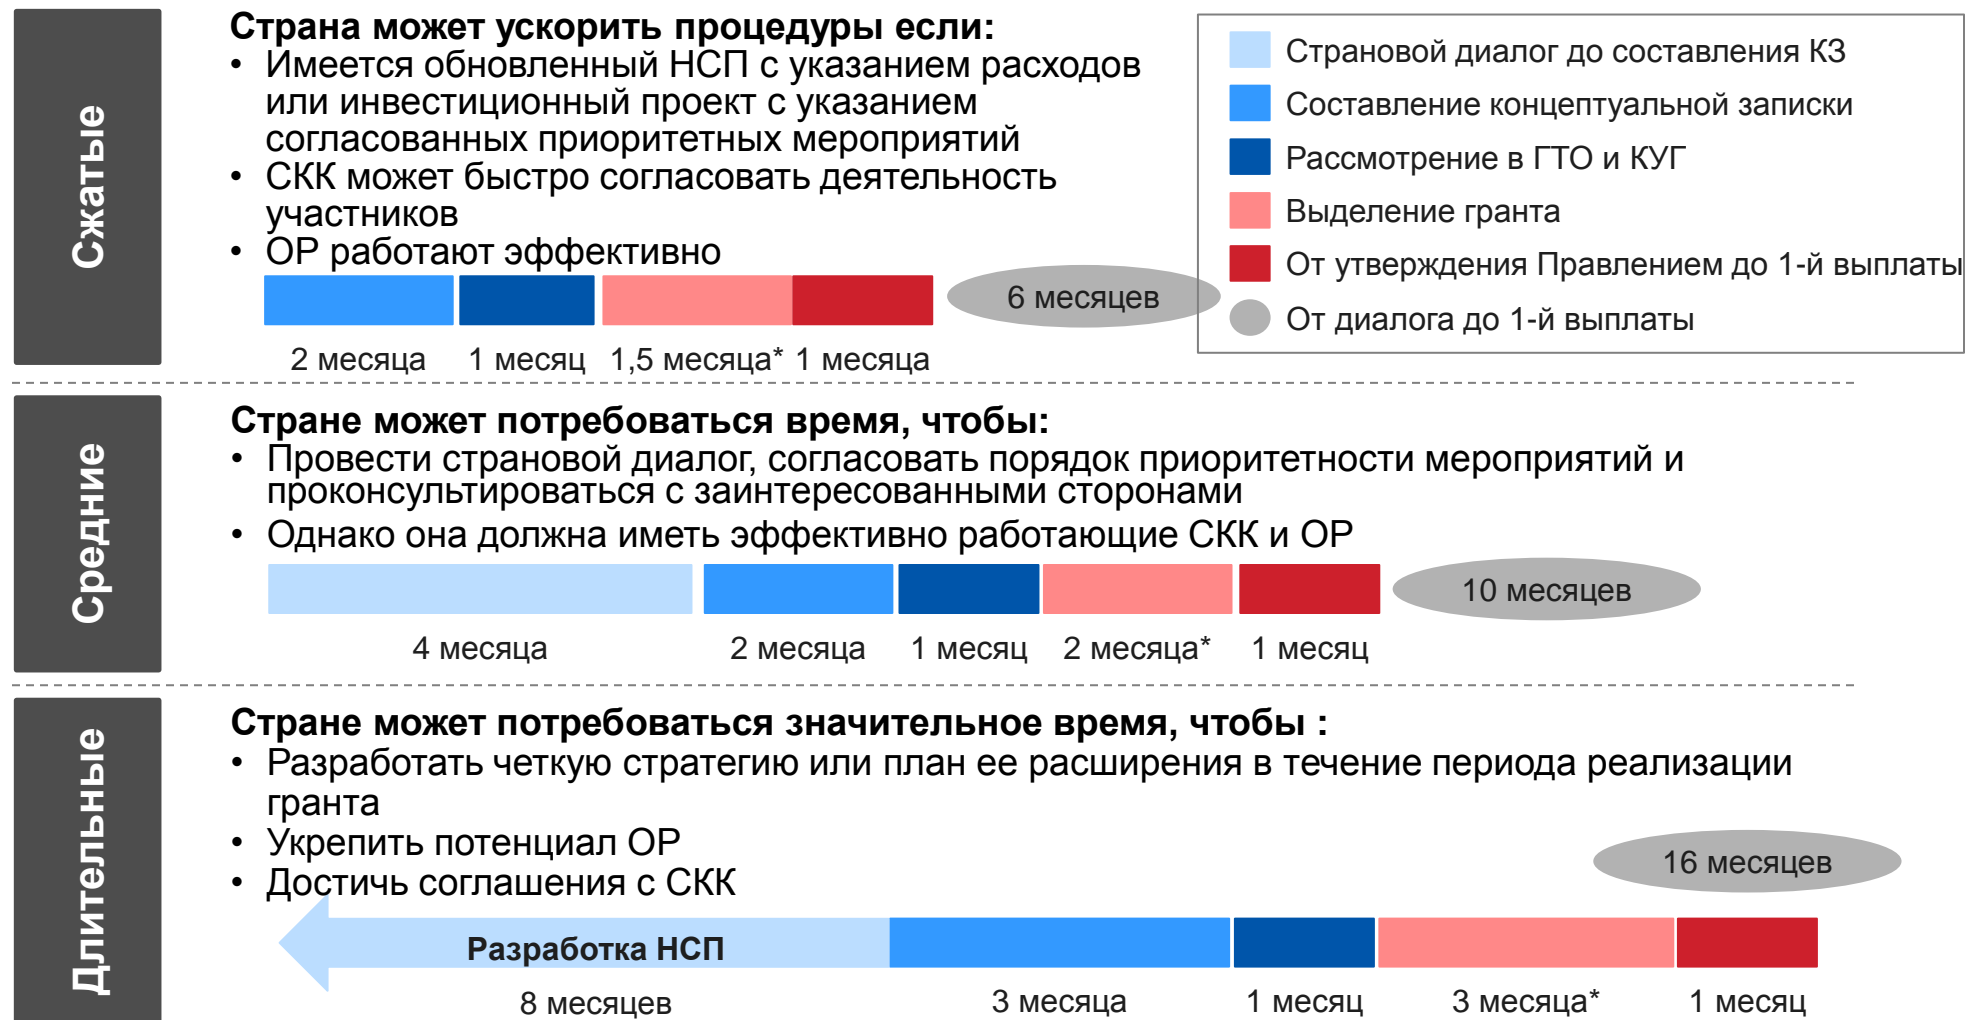 Сжатые
Страна может ускорить процедуры если:
• Имеется обновленный НСП с указанием расходов
или инвестиционный проект с указанием
согласованных приоритетных мероприятий
• СКК может быстро согласовать деятельность
участников
• ОР работают эффективно
6 месяцев
2 месяца
1 месяц
1,5 месяца*
1 месяца
Страновой диалог до составления КЗ
Составление концептуальной записки
Рассмотрение в ГТО и КУГ
Выделение гранта
От утверждения Правлением до 1-й выплаты
От диалога до 1-й выплаты
Средние
Стране может потребоваться время, чтобы:
• Провести страновой диалог, согласовать порядок приоритетности мероприятий и
проконсультироваться с заинтересованными сторонами
• Однако она должна иметь эффективно работающие СКК и ОР
10 месяцев
4 месяца
2 месяца
1 месяц
2 месяца*
1 месяц
Длительные
Стране может потребоваться значительное время, чтобы :
• Разработать четкую стратегию или план ее расширения в течение периода реализации
гранта
• Укрепить потенциал ОР
• Достичь соглашения с СКК
16 месяцев
Разработка НСП
8 месяцев
3 месяца
1 месяц
3 месяца*
1 месяц